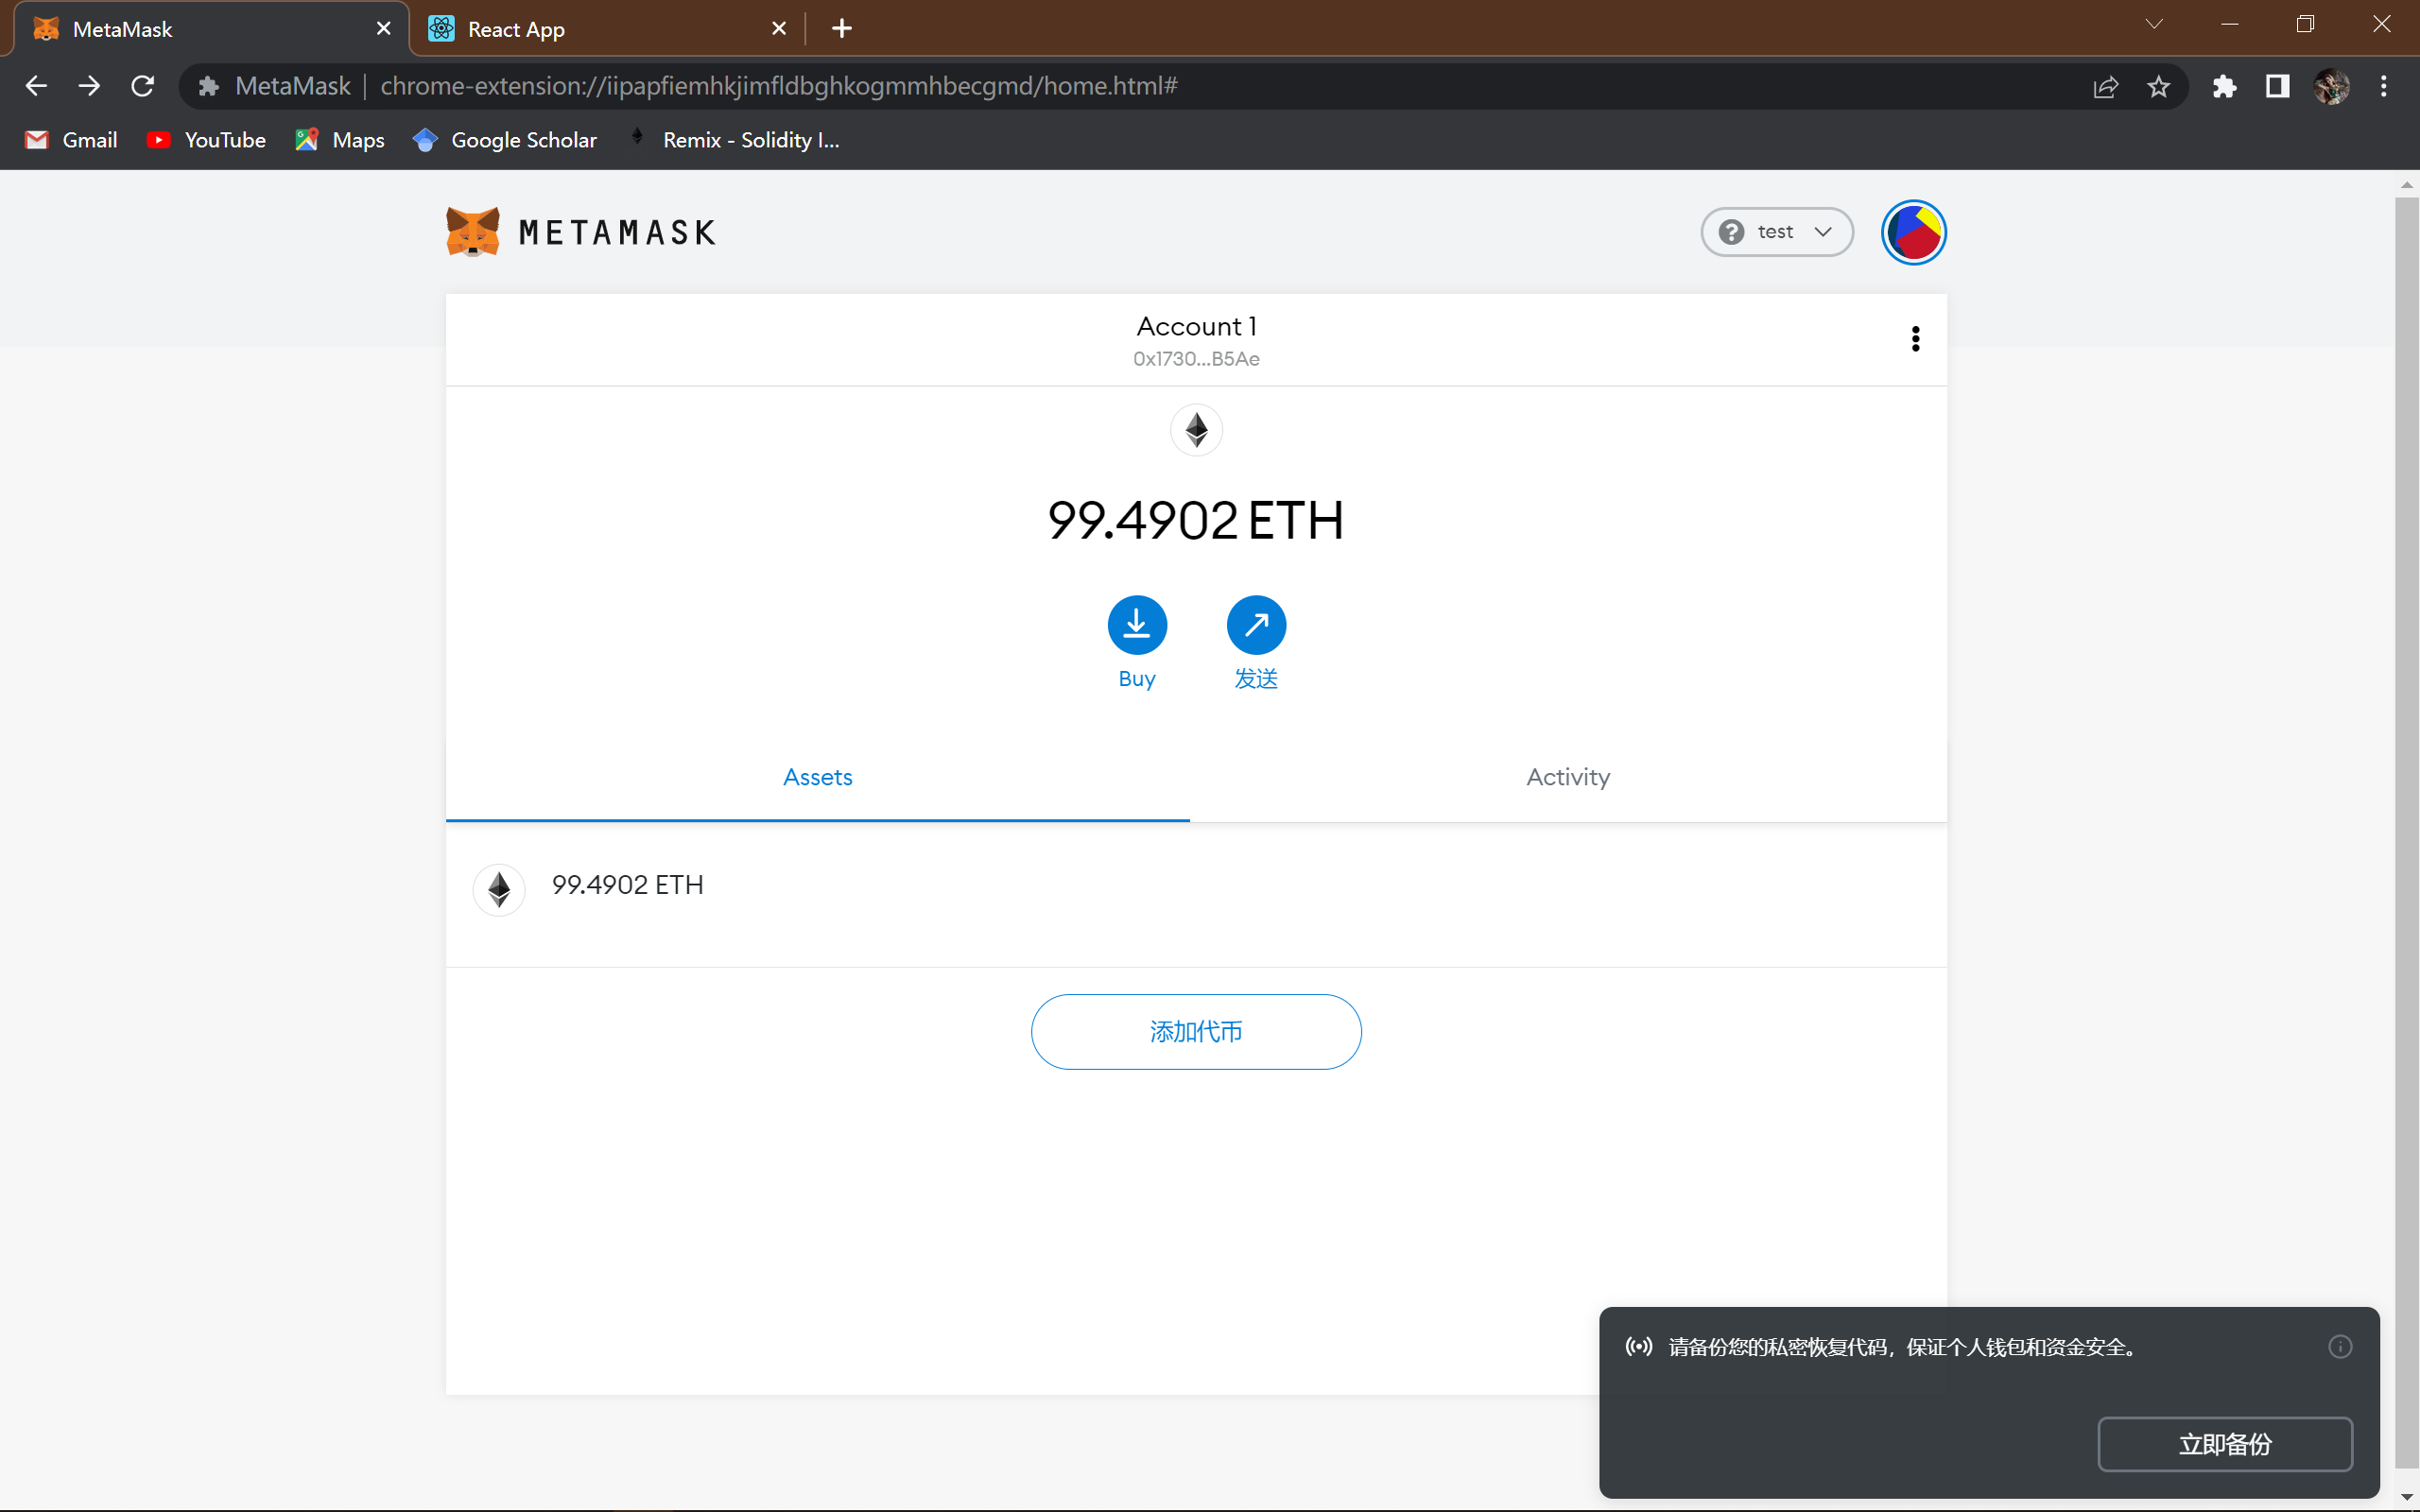 MetaMask
React App
MetaMask
chrome-extension://iipapfiemhkjimfldbghkogmmhbecgmd/home.html#
Gmail
YouTube
Maps
Google Scholar
Remix - Solidity I...
METAMASK
test
Account 1
0x1730...B5Ae
99.4902 ETH
Buy
发送
Assets
Activity
99.4902 ETH
添加代币
请备份您的私密恢复代码，保证个人钱包和资金安全。
立即备份